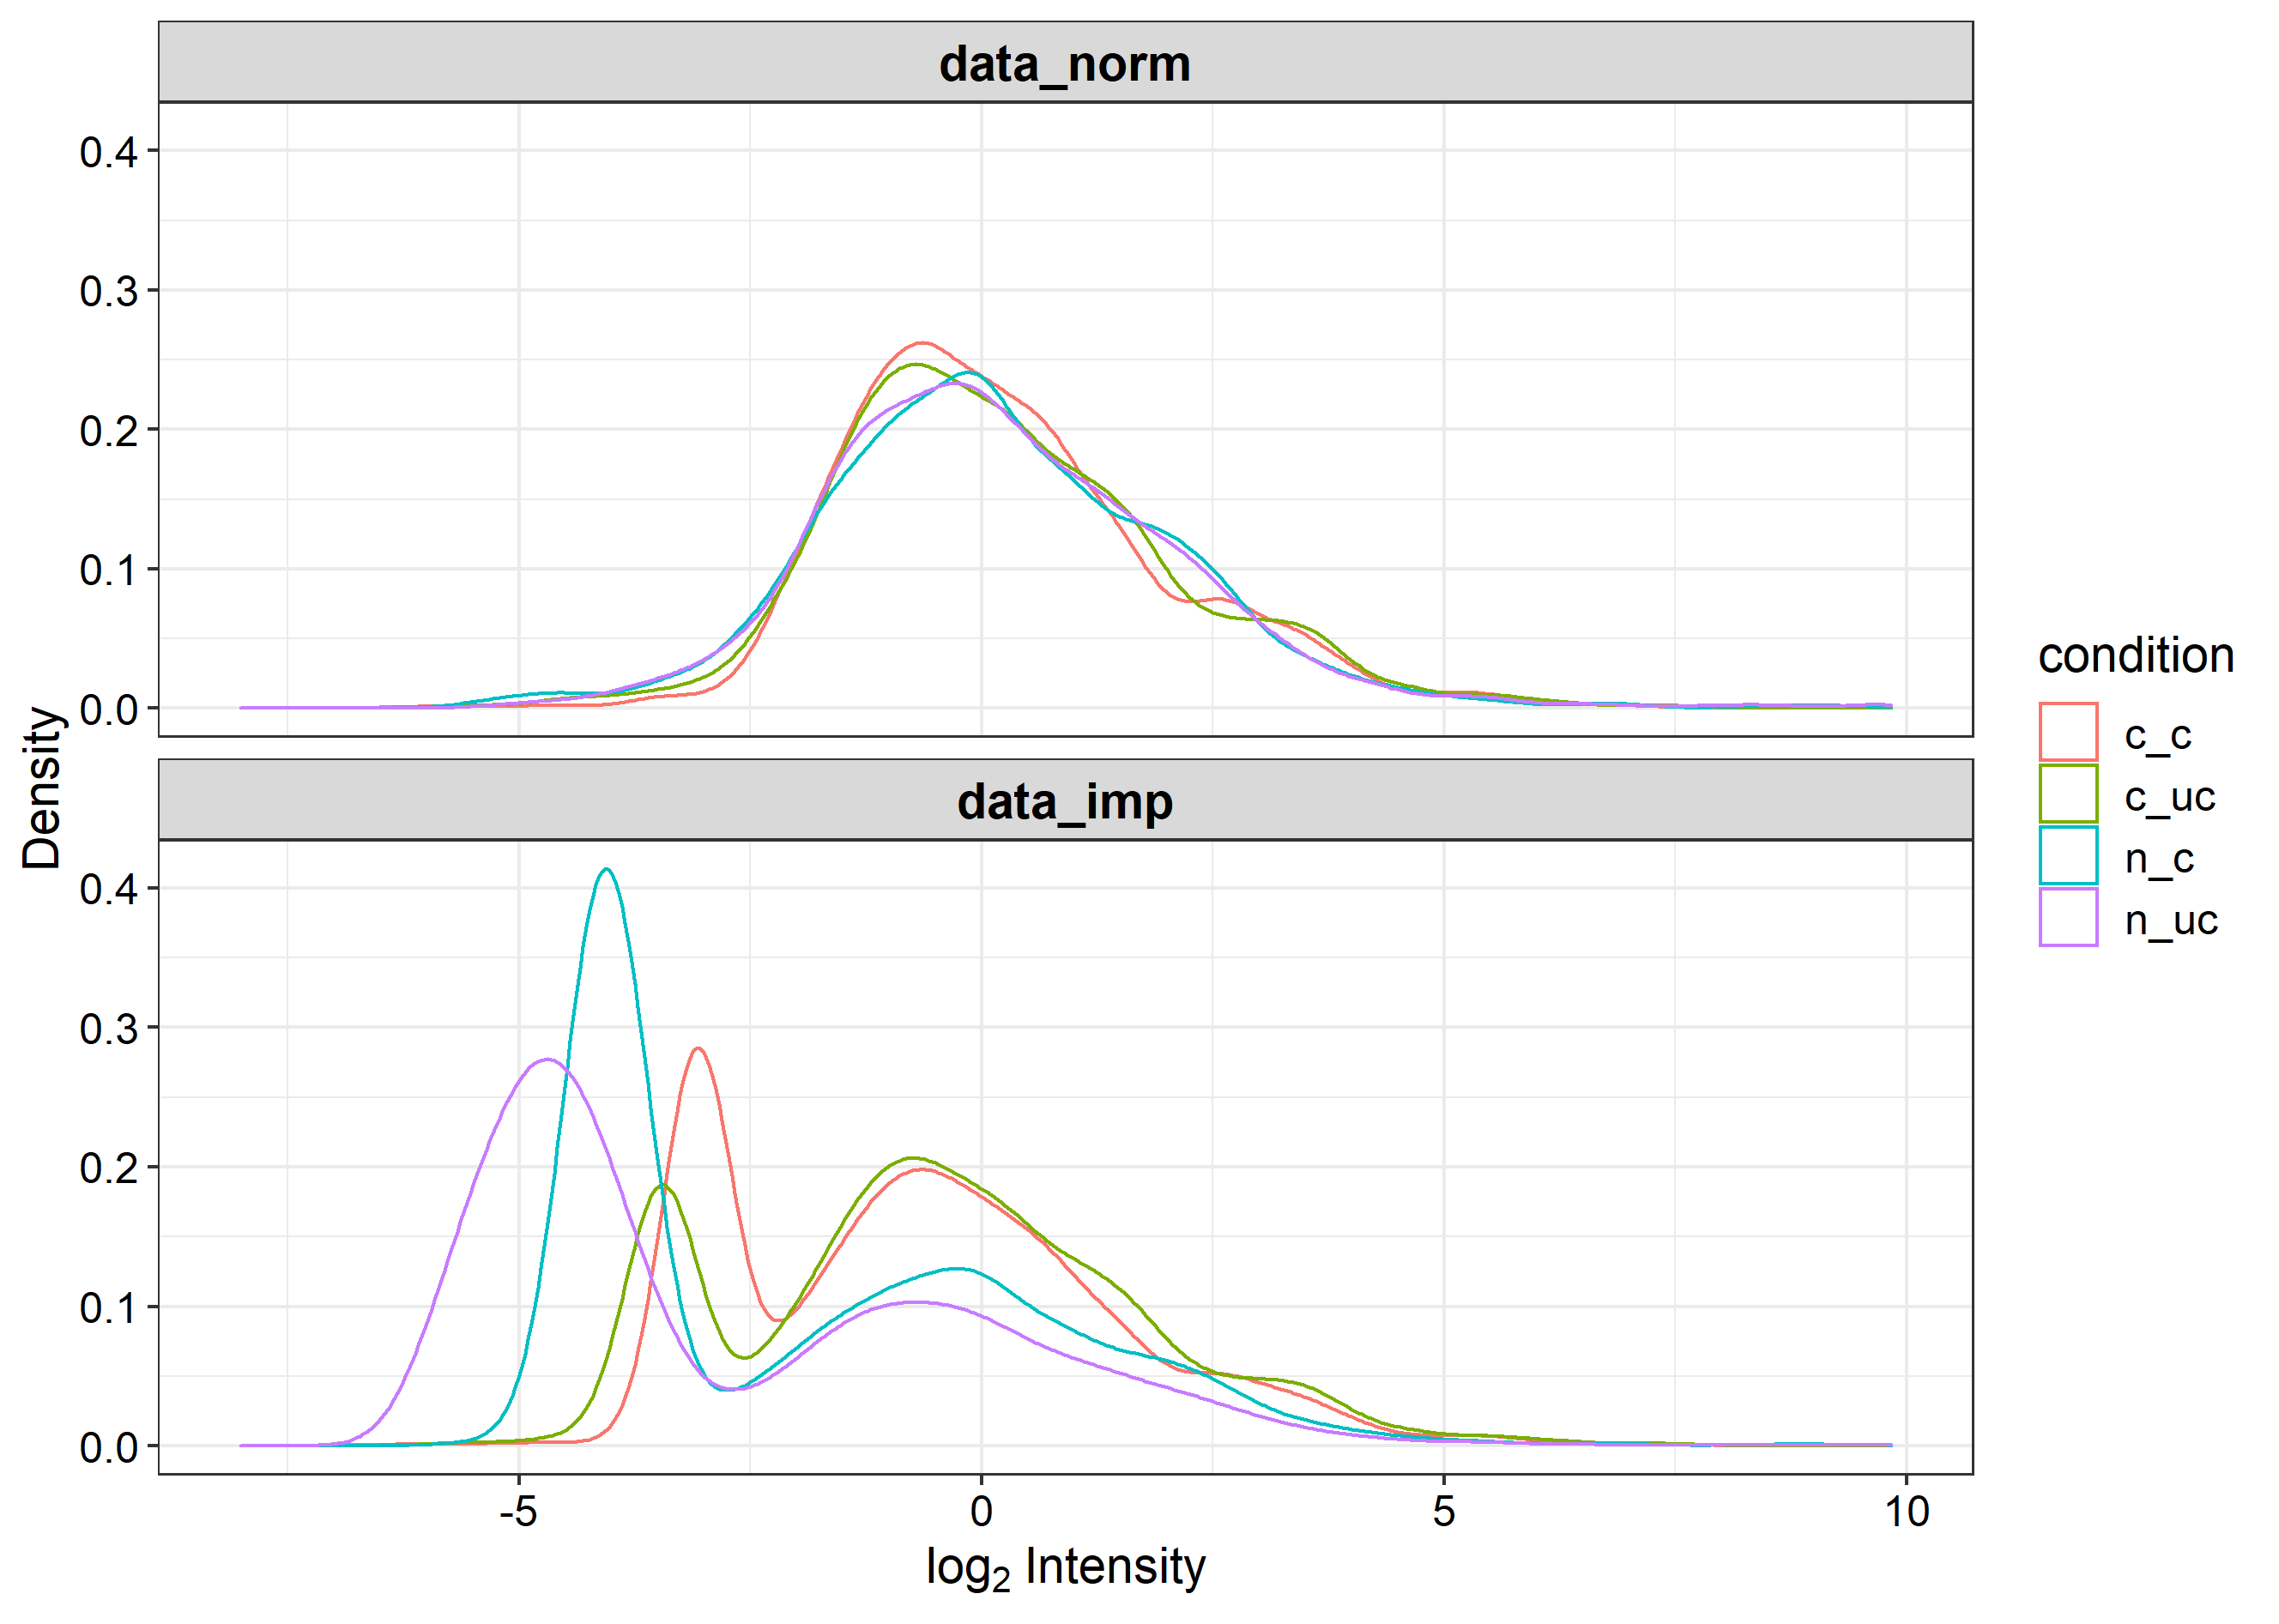 data_norm
0.4
0.3
0.2
0.1
0.0
data_imp
0.4
0.3
0.2
0.1
0.0
-5 0 5 10
log₂ Intensity
Density
condition
c_c
c_uc
n_c
n_uc